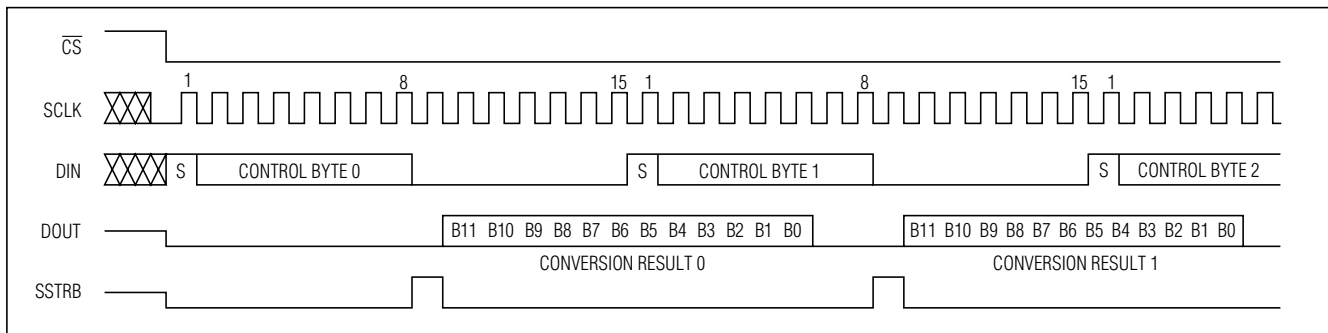 CS
1 8 15 1 8 15 1
SCLK
DIN S CONTROL BYTE 0 S CONTROL BYTE 1 S CONTROL BYTE 2
DOUT B11 B10 B9 B8 B7 B6 B5 B4 B3 B2 B1 B0 B11 B10 B9 B8 B7 B6 B5 B4 B3 B2 B1 B0
CONVERSION RESULT 0 CONVERSION RESULT 1
SSTRB